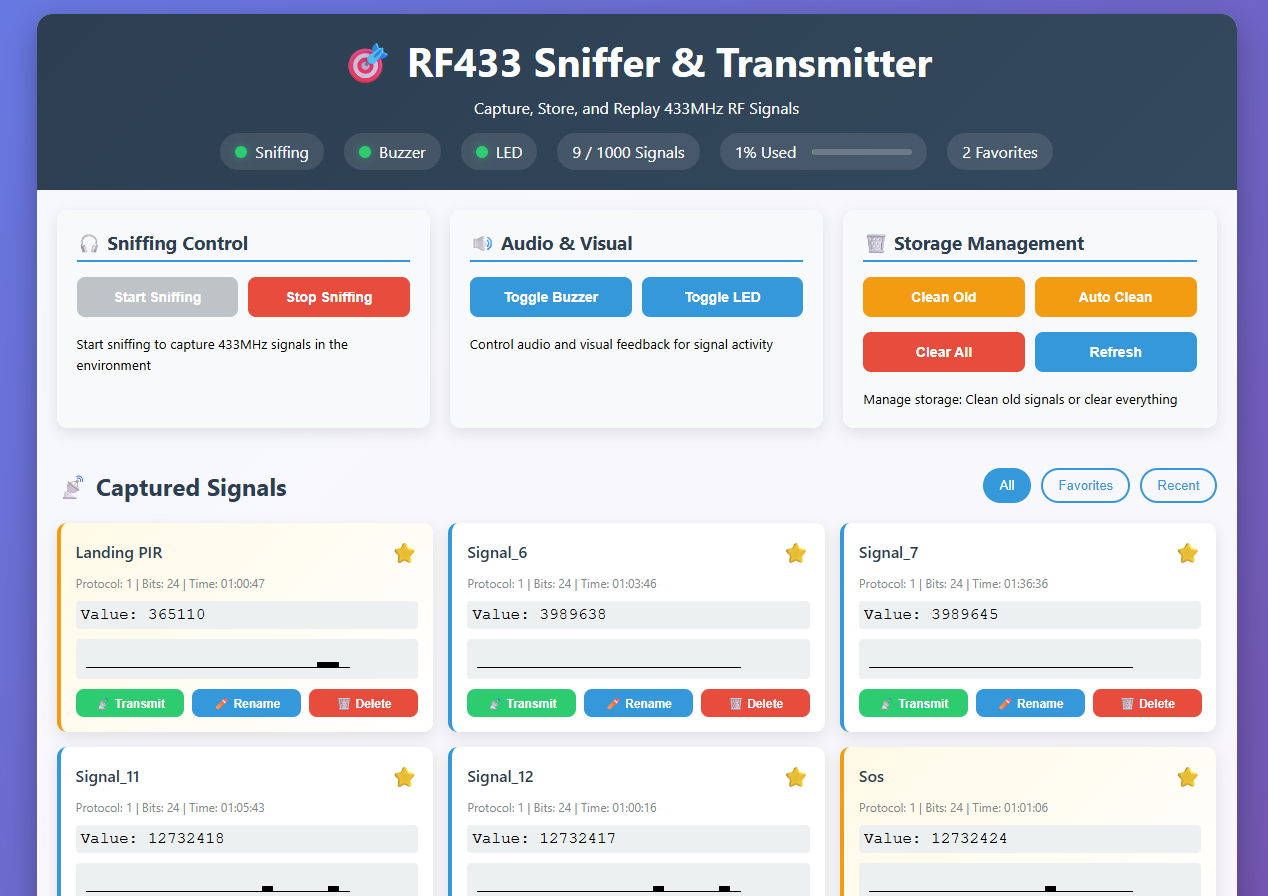 RF433 Sniffer & Transmitter
Capture, Store, and Replay 433MHz RF Signals
Sniffing
Buzzer
LED
9 / 1000 Signals
1% Used
2 Favorites
Sniffing Control
Start Sniffing
Stop Sniffing
Start sniffing to capture 433MHz signals in the
environment
Audio & Visual
Toggle Buzzer
Toggle LED
Control audio and visual feedback for signal activity
Storage Management
Clean Old
Auto Clean
Clear All
Refresh
Manage storage: Clean old signals or clear everything
Captured Signals
All
Favorites
Recent
Landing PIR
Protocol: 1 | Bits: 24 | Time: 01:00:47
Value: 365110
Transmit
Rename
Delete
Signal_6
Protocol: 1 | Bits: 24 | Time: 01:03:46
Value: 3989638
Transmit
Rename
Delete
Signal_7
Protocol: 1 | Bits: 24 | Time: 01:36:36
Value: 3989645
Transmit
Rename
Delete
Signal_11
Protocol: 1 | Bits: 24 | Time: 01:05:43
Value: 12732418
Signal_12
Protocol: 1 | Bits: 24 | Time: 01:00:16
Value: 12732417
Sos
Protocol: 1 | Bits: 24 | Time: 01:01:06
Value: 12732424